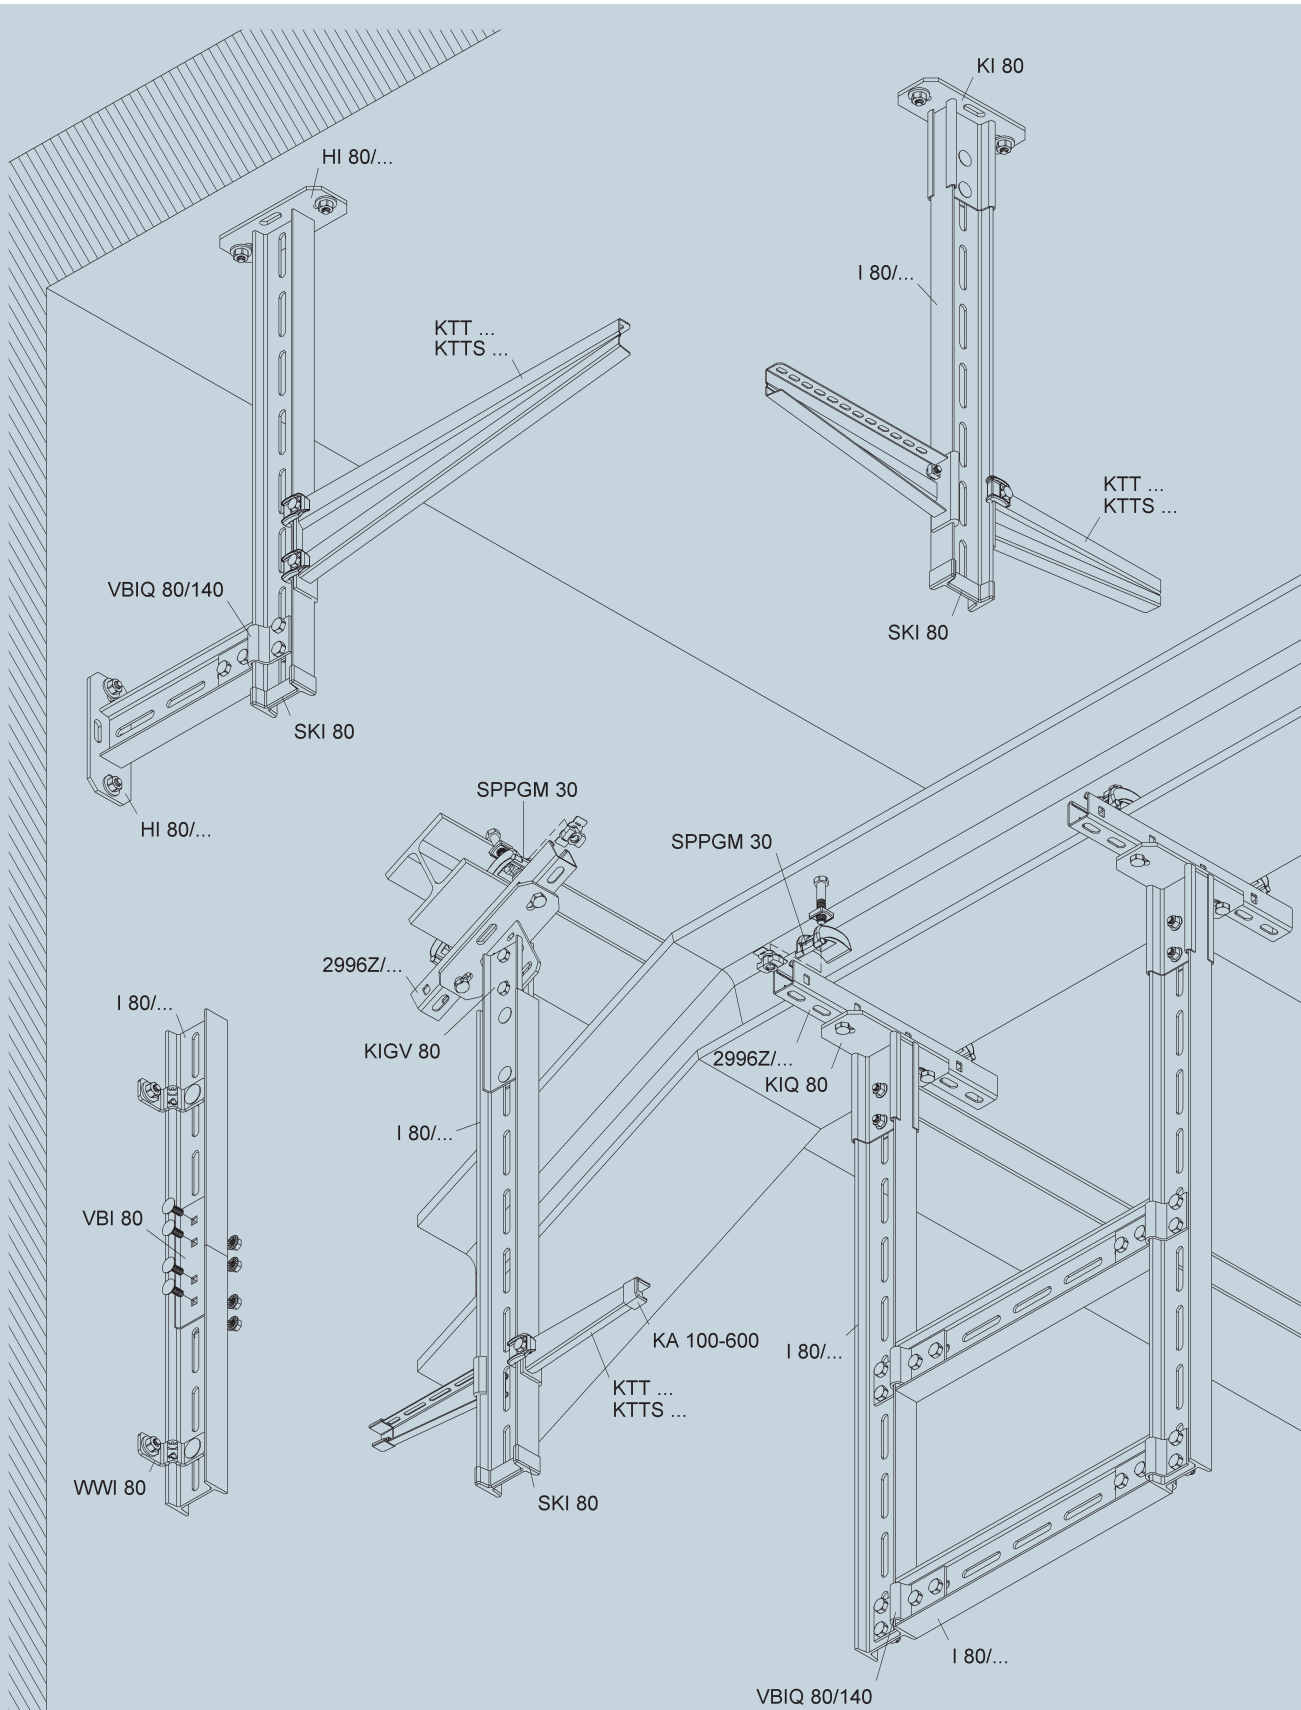 KI 80
HI 80/...
I 80/...
KTT ...
KTTS ...
KTT ...
KTTS ...
VBIQ 80/140
SKI 80
SKI 80
HI 80/...
SPPGM 30
SPPGM 30
2996Z/...
I 80/...
KIGV 80
2996Z/...
KIQ 80
I 80/...
VBI 80
KA 100-600
I 80/...
KTT ...
KTTS ...
WWI 80
SKI 80
I 80/...
VBIQ 80/140